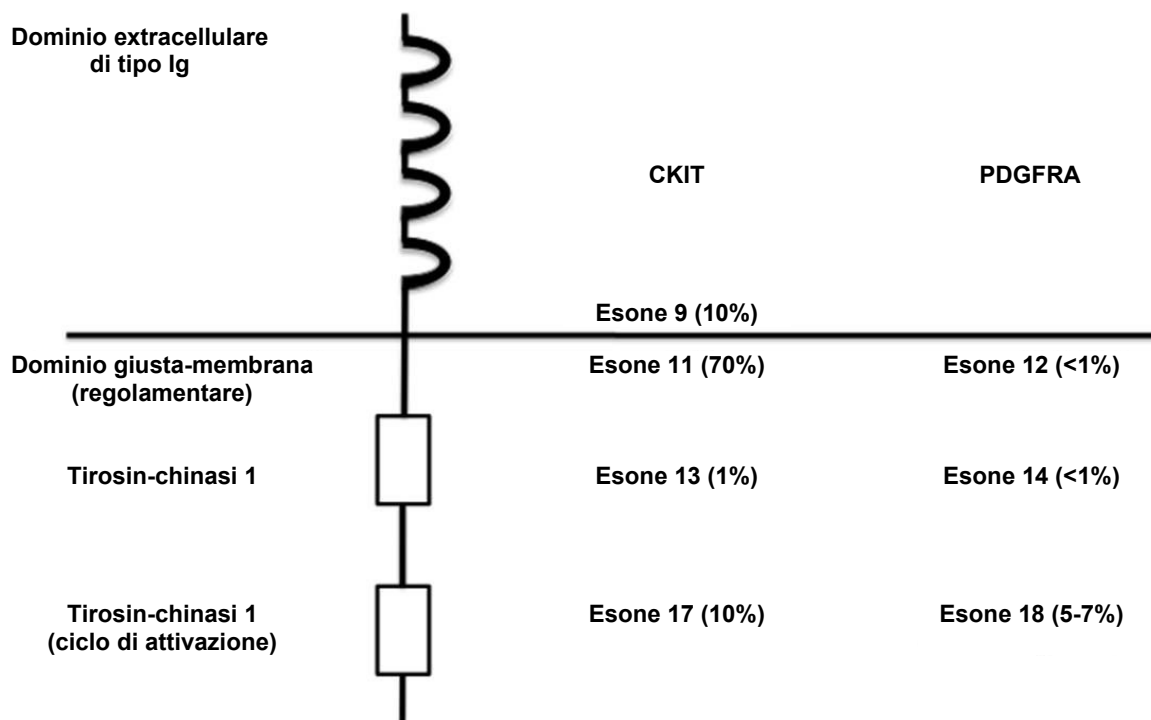 Dominio extracellulare
di tipo Ig
CKIT
PDGFRA
Esone 9 (10%)
Dominio giusta-membrana
(regolamentare)
Esone 11 (70%)
Esone 12 (<1%)
Tirosin-chinasi 1
Esone 13 (1%)
Esone 14 (<1%)
Tirosin-chinasi 1
(ciclo di attivazione)
Esone 17 (10%)
Esone 18 (5-7%)